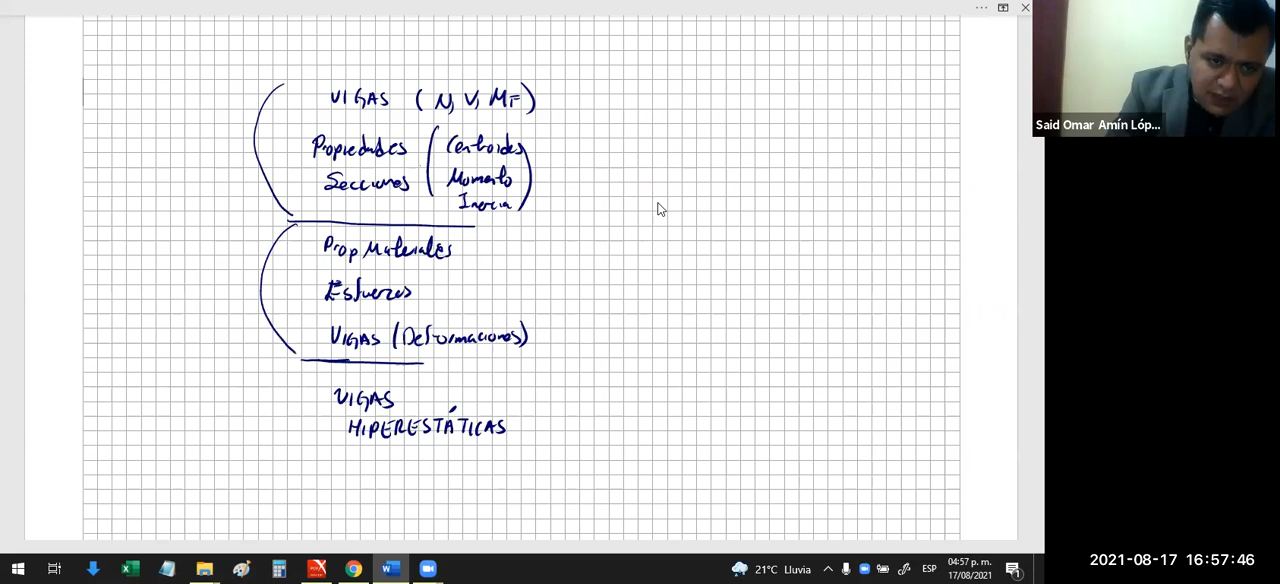 VIGAS (N, V, MF)
Propiedades (Centroides
Secciones Momento
Inercia)
Prop Materiales
Esfuerzos
VIGAS (Deformaciones)
VIGAS
HIPERESTÁTICAS
Said Omar Amín Lóp...
21°C Lluvia
ESP
04:57 p. m.
17/08/2021
2021-08-17 16:57:46